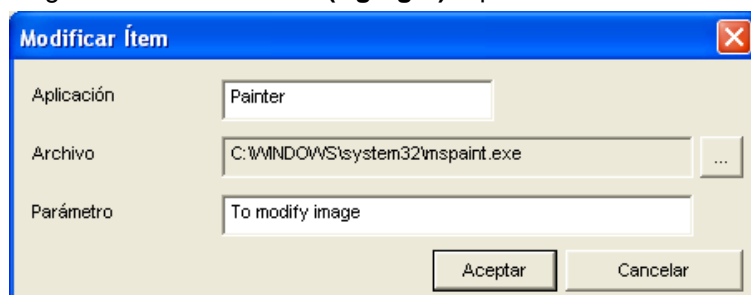 Modificar Ítem
Aplicación Painter
Archivo C:\WINDOWS\system32\mspaint.exe ...
Parámetro To modify image
Aceptar Cancelar